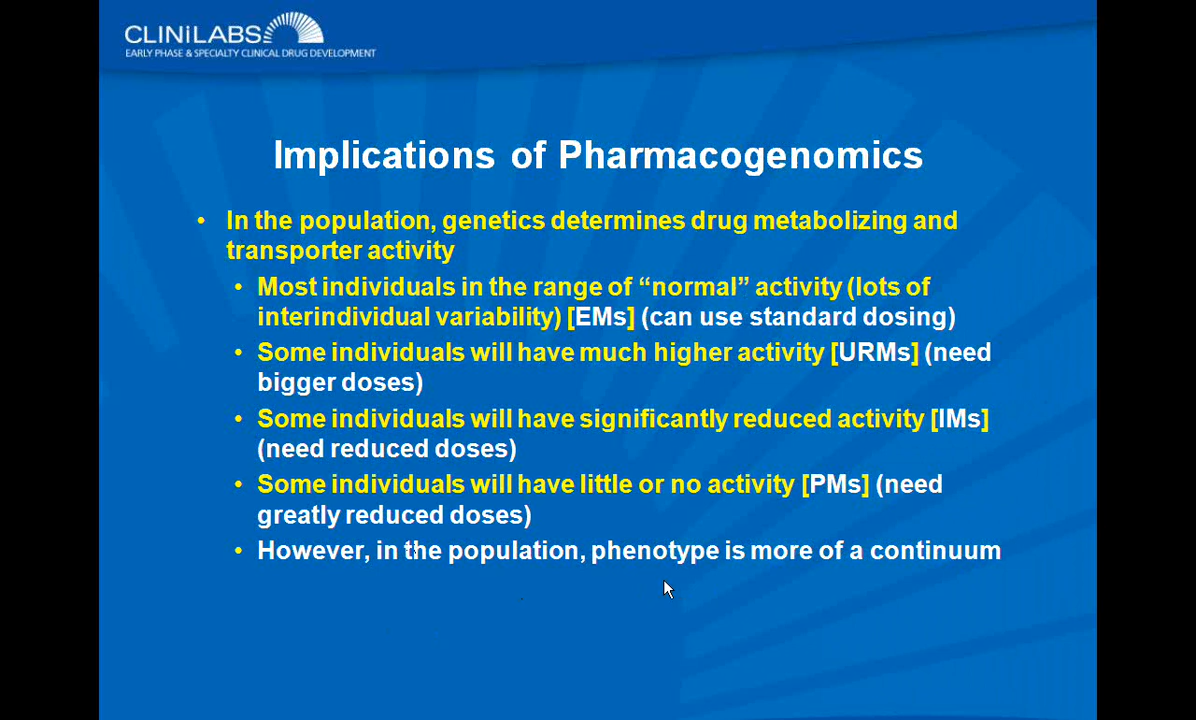 CLINiLABS
EARLY PHASE & SPECIALTY CLINICAL DRUG DEVELOPMENT
Implications of Pharmacogenomics
• In the population, genetics determines drug metabolizing and
transporter activity
• Most individuals in the range of “normal” activity (lots of
interindividual variability) [EMs] (can use standard dosing)
• Some individuals will have much higher activity [URMs] (need
bigger doses)
• Some individuals will have significantly reduced activity [IMs]
(need reduced doses)
• Some individuals will have little or no activity [PMs] (need
greatly reduced doses)
• However, in the population, phenotype is more of a continuum